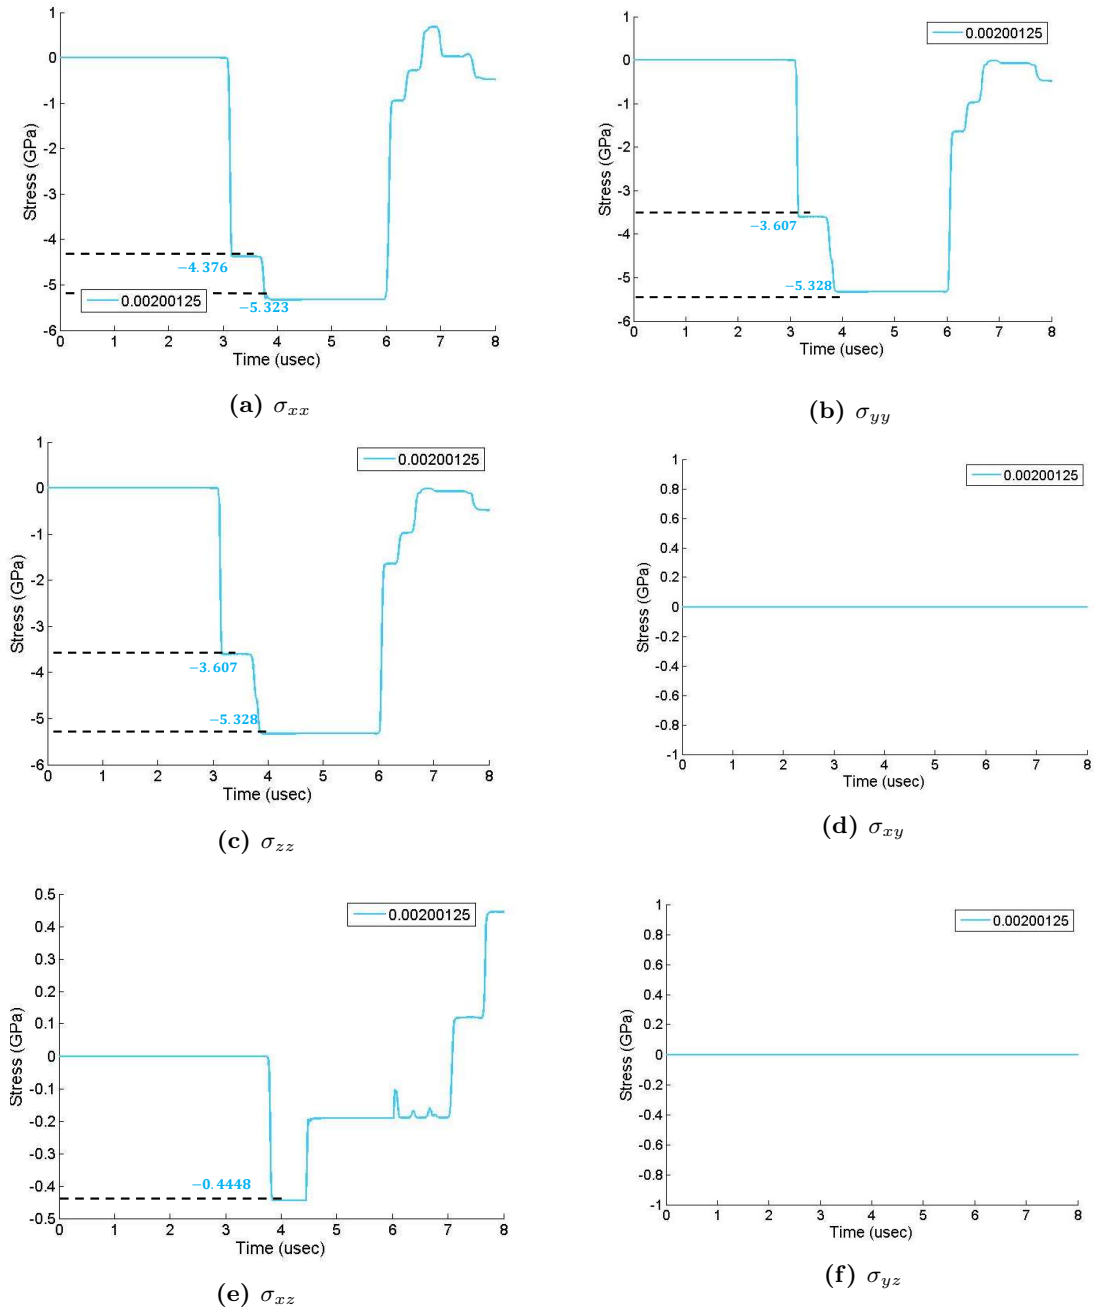 1
0
-1
-2
-3
-4
-5
-6
Stress (GPa)
−4.376
−5.323
0.00200125
0 1 2 3 4 5 6 7 8
Time (usec)
(a) σxx
1
0
-1
-2
-3
-4
-5
-6
Stress (GPa)
0.00200125
−3.607
−5.328
0 1 2 3 4 5 6 7 8
Time (usec)
(b) σyy
1
0
-1
-2
-3
-4
-5
-6
Stress (GPa)
0.00200125
−3.607
−5.328
0 1 2 3 4 5 6 7 8
Time (usec)
(c) σzz
1
0.8
0.6
0.4
0.2
0
-0.2
-0.4
-0.6
-0.8
-1
Stress (GPa)
0.00200125
0 1 2 3 4 5 6 7 8
Time (usec)
(d) σxy
0.5
0.4
0.3
0.2
0.1
0
-0.1
-0.2
-0.3
-0.4
-0.5
Stress (GPa)
0.00200125
−0.4448
0 1 2 3 4 5 6 7 8
Time (usec)
(e) σxz
1
0.8
0.6
0.4
0.2
0
-0.2
-0.4
-0.6
-0.8
-1
Stress (GPa)
0.00200125
0 1 2 3 4 5 6 7 8
Time (usec)
(f) σyz